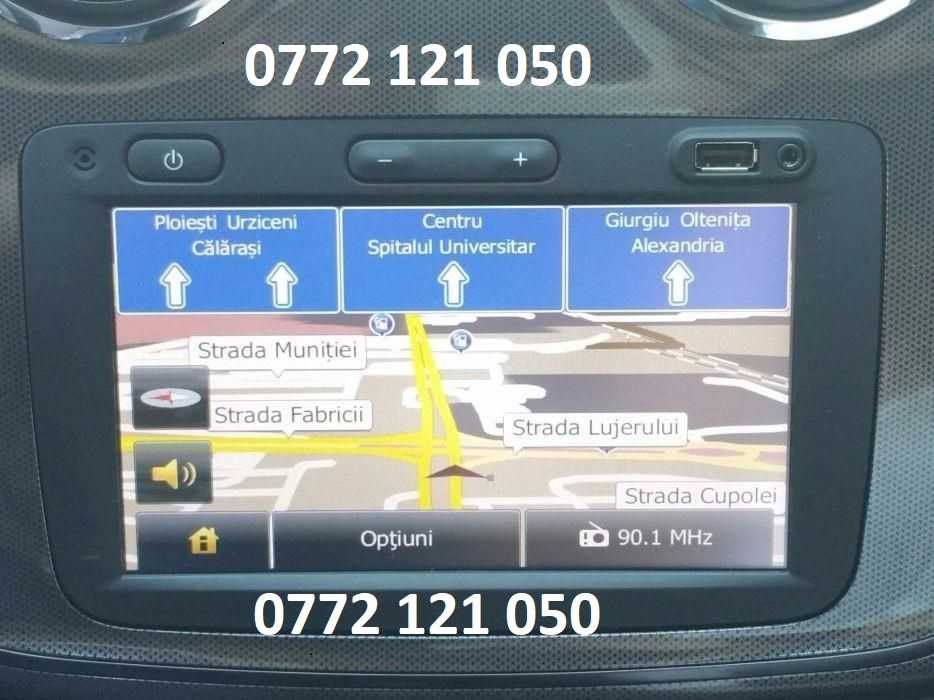 0772 121 050
Ploiești Urziceni
Călărași
Centru
Spitalul Universitar
Giurgiu Oltenița
Alexandria
Strada Muniției
Strada Fabricii
Strada Lujerului
Strada Cupolei
Opţiuni
90.1 MHz
0772 121 050